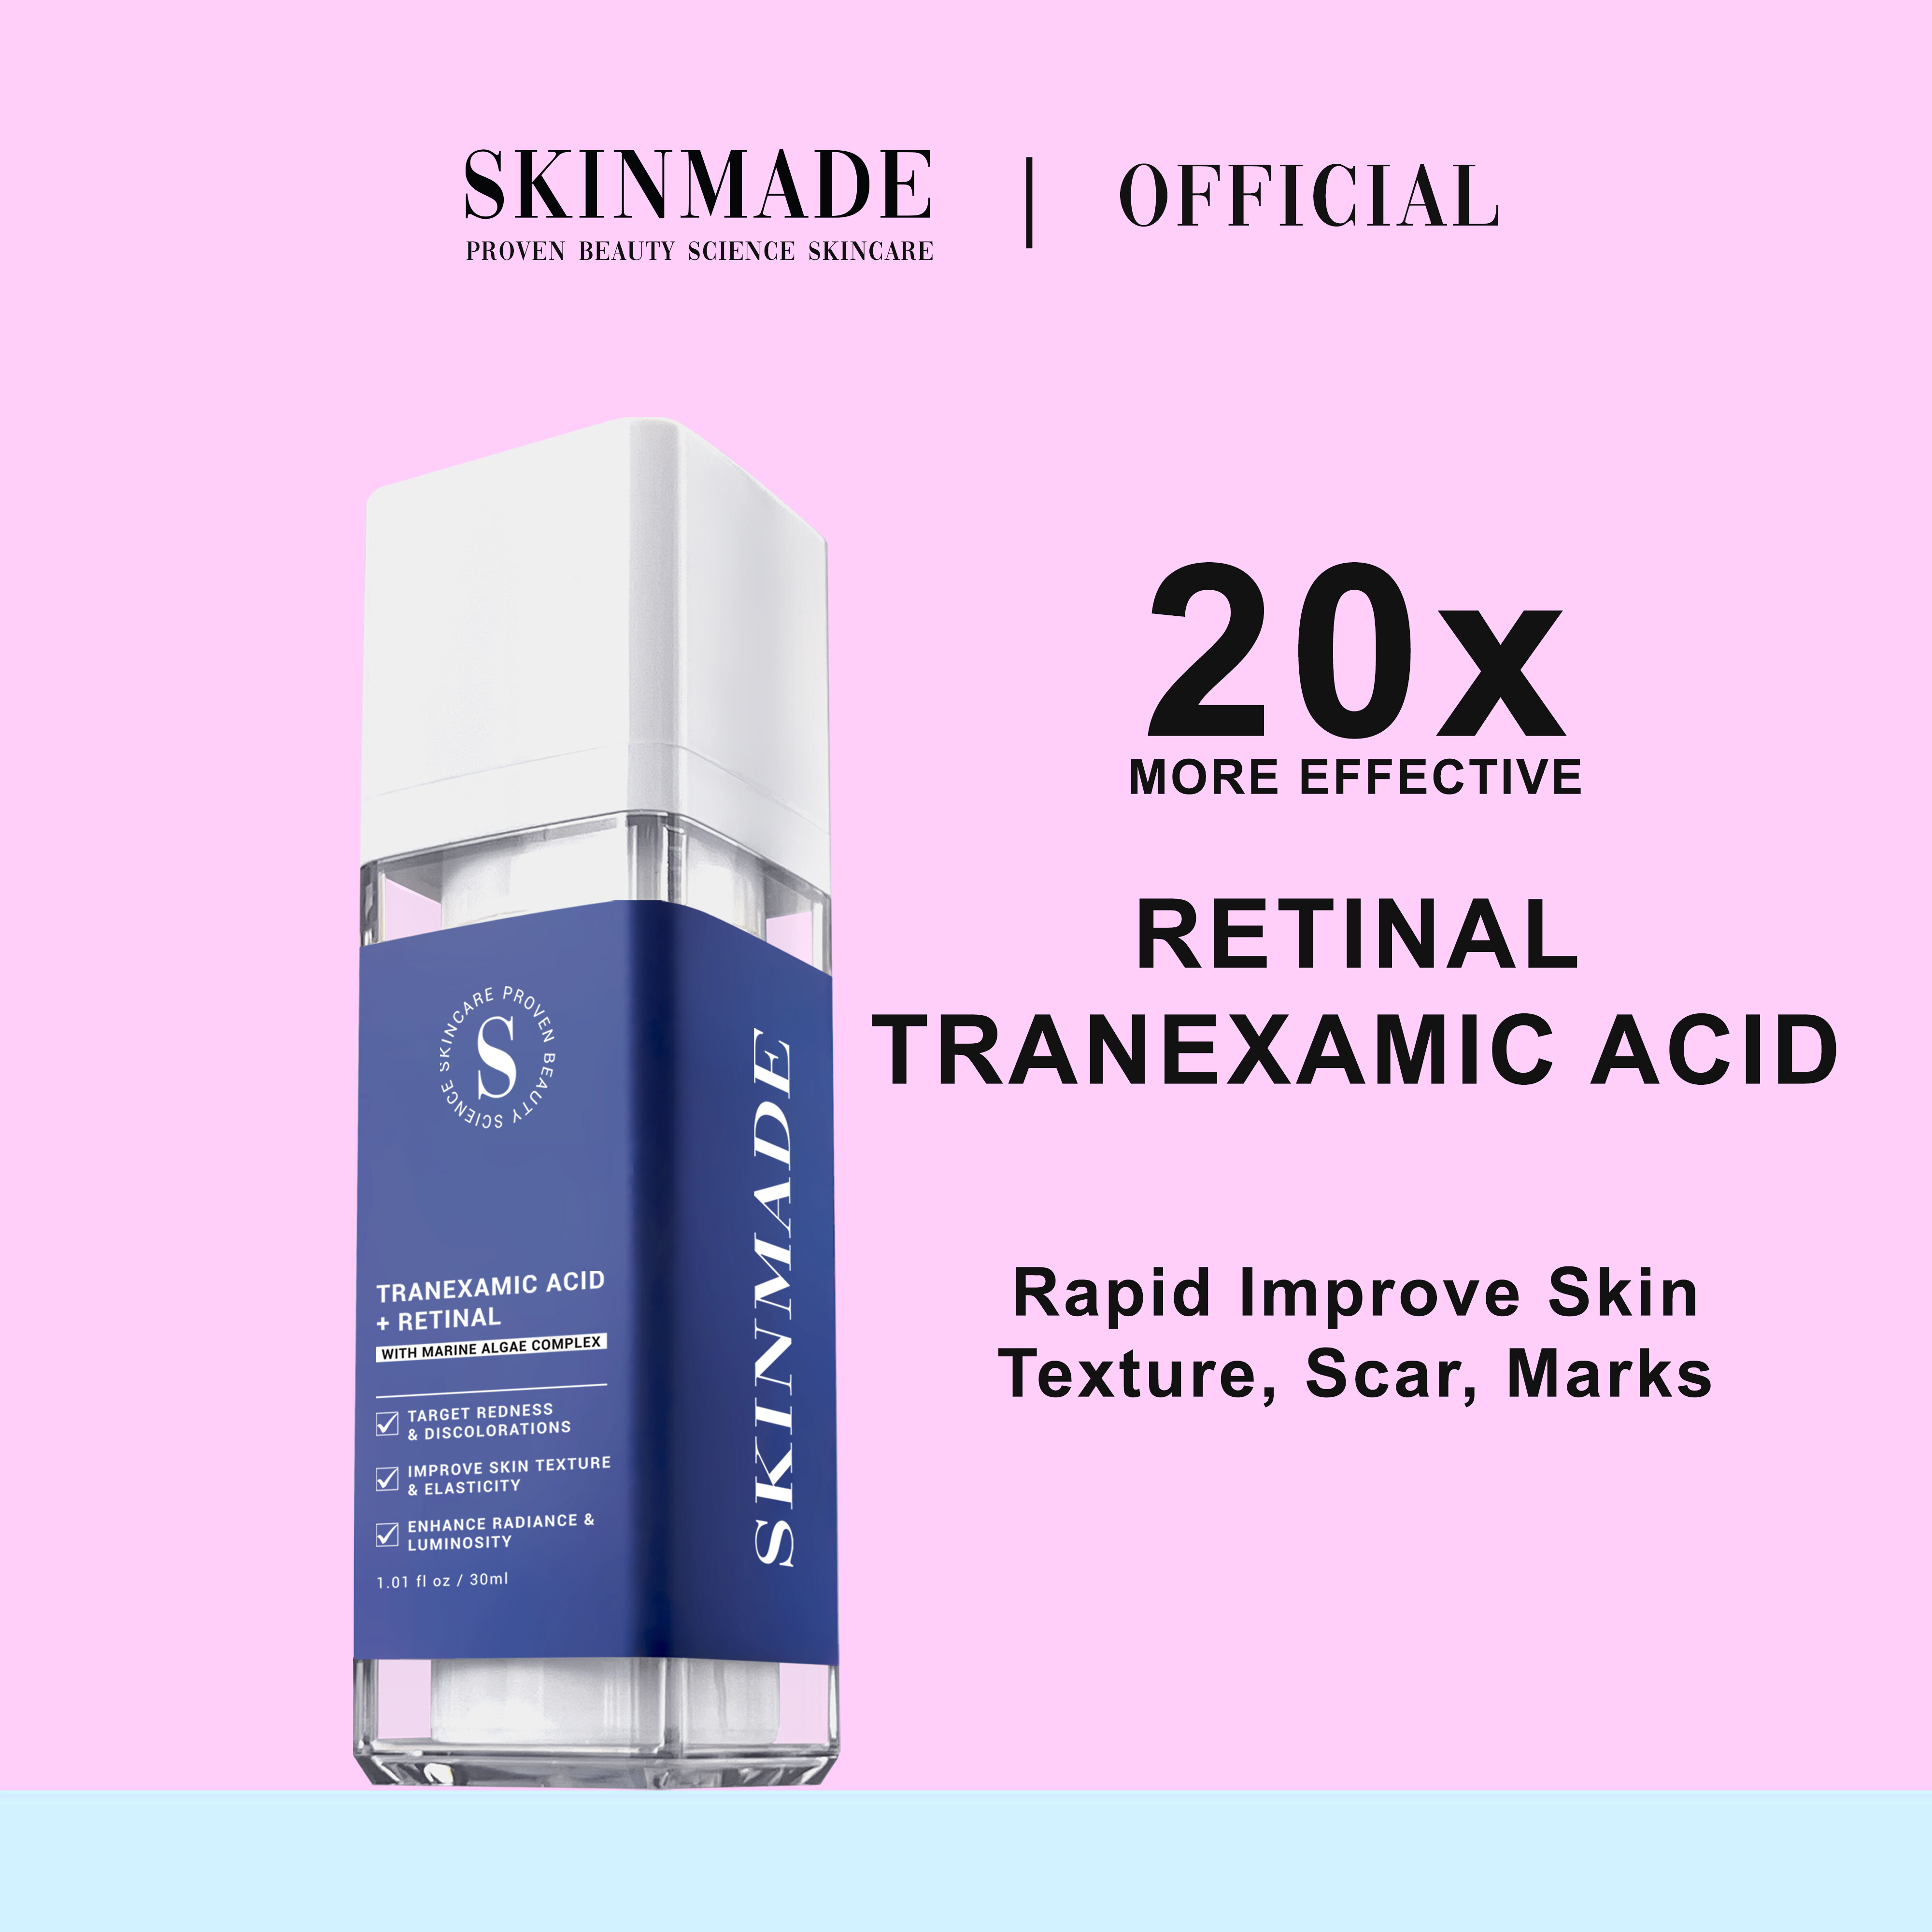 SKINMADE | OFFICIAL
PROVEN BEAUTY SCIENCE SKINCARE
20x
MORE EFFECTIVE
RETINAL
TRANEXAMIC ACID
Rapid Improve Skin
Texture, Scar, Marks
SKINCARE PROVEN BEAUTY SCIENCE
S
TRANEXAMIC ACID
+ RETINAL
WITH MARINE ALGAE COMPLEX
TARGET REDNESS
& DISCOLORATIONS
IMPROVE SKIN TEXTURE
& ELASTICITY
ENHANCE RADIANCE &
LUMINOSITY
1.01 fl oz / 30ml
SKINMADE